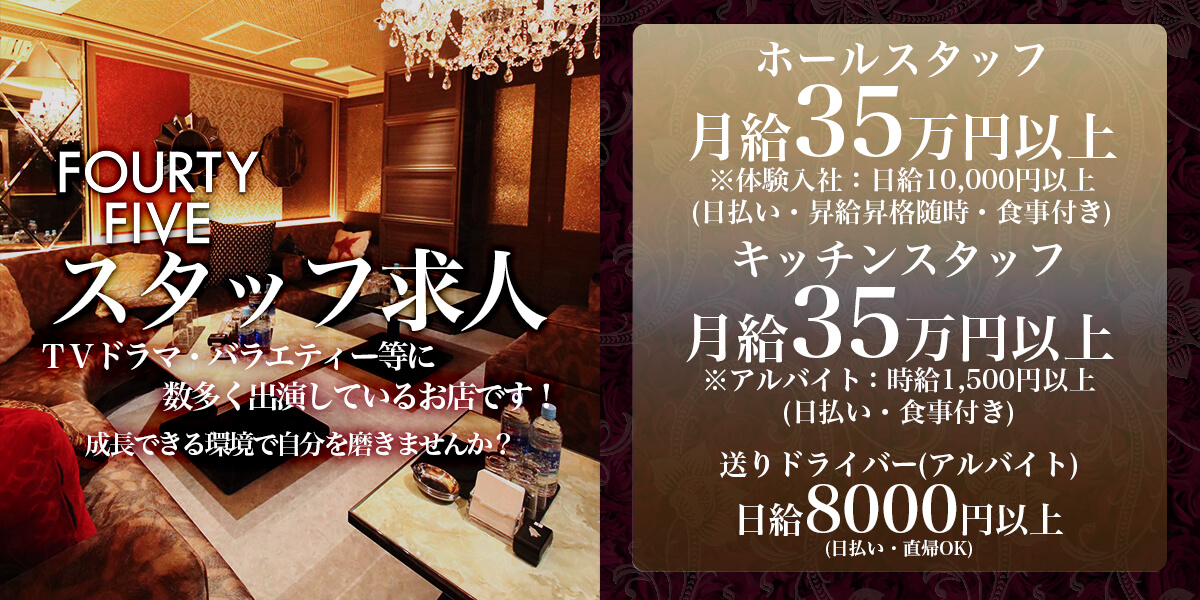 FOURTY
FIVE
スタッフ求人
ＴＶドラマ・バラエティー等に
数多く出演しているお店です！
成長できる環境で自分を磨きませんか？
ホールスタッフ
月給35万円以上
※体験入社：日給10,000円以上
(日払い・昇給昇格随時・食事付き)
キッチンスタッフ
月給35万円以上
※アルバイト：時給1,500円以上
(日払い・食事付き)
送りドライバー(アルバイト)
日給8000円以上
(日払い・直帰OK)